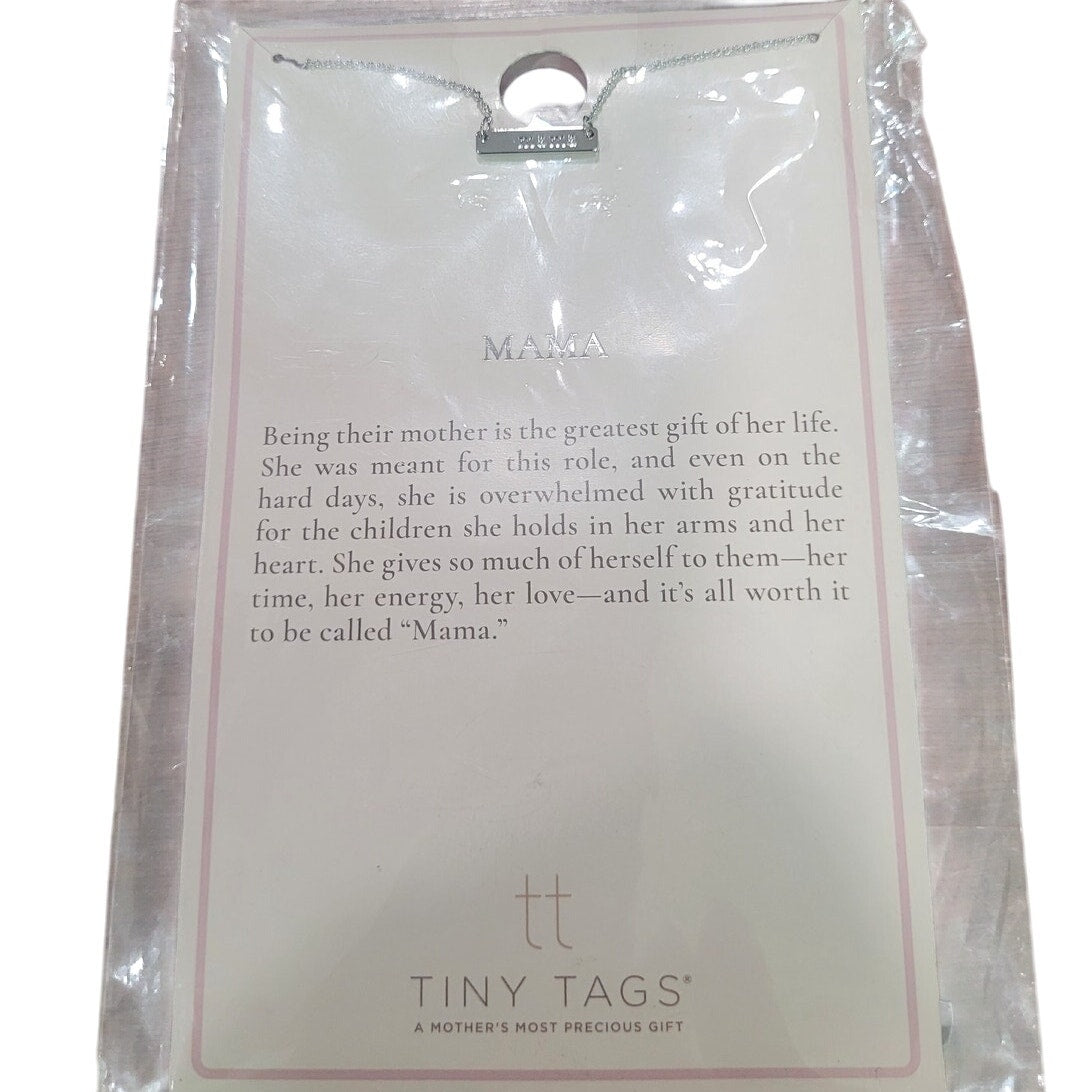 MAMA
Being their mother is the greatest gift of her life.
She was meant for this role, and even on the
hard days, she is overwhelmed with gratitude
for the children she holds in her arms and her
heart. She gives so much of herself to them—her
time, her energy, her love—and it's all worth it
to be called “Mama.”
tt
TINY TAGS®
A MOTHER'S MOST PRECIOUS GIFT